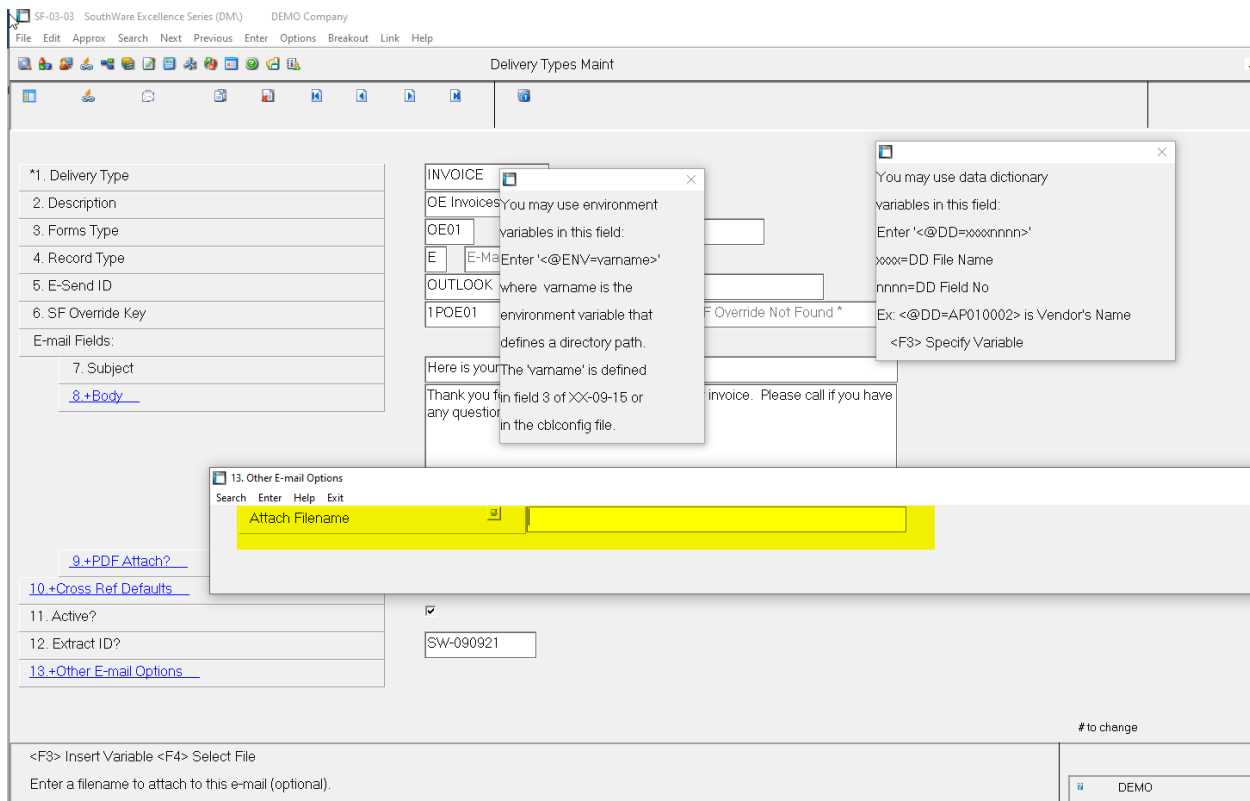 SF-03-03 SouthWare Excellence Series (DM\) DEMO Company
File Edit Approx Search Next Previous Enter Options Breakout Link Help
Delivery Types Maint
*1. Delivery Type
INVOICE
2. Description
OE Invoices
3. Forms Type
OE01
4. Record Type
E
5. E-Send ID
OUTLOOK
6. SF Override Key
1POE01
Override Not Found *
E-mail Fields:
7. Subject
Here is your
8.+Body
Thank you
invoice. Please call if you have
any
You may use environment
variables in this field:
Enter '<@ENV=varname>'
where varname is the
environment variable that
defines a directory path.
The 'varname' is defined
in field 3 of XX-09-15 or
in the cblconfig file.
You may use data dictionary
variables in this field:
Enter '<@DD=xxxxnnnn>'
xxxx=DD File Name
nnnn=DD Field No
Ex: <@DD=AP010002> is Vendor's Name
<F3> Specify Variable
13. Other E-mail Options
Search Enter Help Exit
Attach Filename
9.+PDF Attach?
10.+Cross Ref Defaults
11. Active?
12. Extract ID?
SW-090921
13.+Other E-mail Options
# to change
<F3> Insert Variable <F4> Select File
Enter a filename to attach to this e-mail (optional).
DEMO